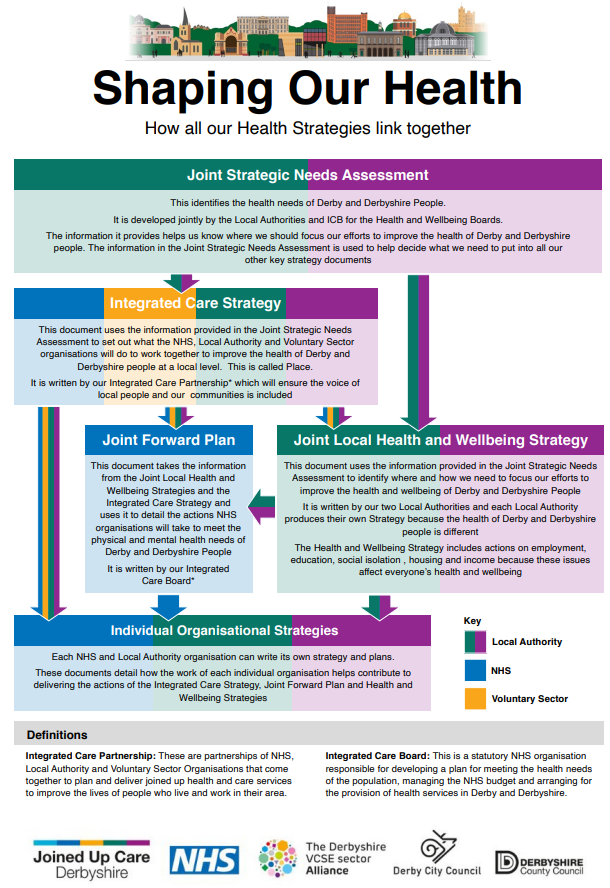 Shaping Our Health
How all our Health Strategies link together
Joint Strategic Needs Assessment
This identifies the health needs of Derby and Derbyshire People.
It is developed jointly by the Local Authorities and ICB for the Health and Wellbeing Boards.
The information it provides helps us know where we should focus our efforts to improve the health of Derby and Derbyshire
people. The information in the Joint Strategic Needs Assessment is used to help decide what we need to put into all our
other key strategy documents
Integrated Care Strategy
This document uses the information provided in the Joint Strategic Needs
Assessment to set out what the NHS, Local Authority and Voluntary Sector
organisations will do to work together to improve the health of Derby and
Derbyshire people at a local level.  This is called Place.
It is written by our Integrated Care Partnership* which will ensure the voice of
local people and our  communities is included
Joint Forward Plan
This document takes the information
from the Joint Local Health and
Wellbeing Strategies and the
Integrated Care Strategy and
uses it to detail the actions NHS
organisations will take to meet the
physical and mental health needs of
Derby and Derbyshire People
It is written by our Integrated
Care Board*
Joint Local Health and Wellbeing Strategy
This document uses the information provided in the Joint Strategic Needs
Assessment to identify where and how we need to focus our efforts to
improve the health and wellbeing of Derby and Derbyshire People
It is written by our two Local Authorities and each Local Authority
produces their own Strategy because the health of Derby and Derbyshire
people is different
The Health and Wellbeing Strategy includes actions on employment,
education, social isolation , housing and income because these issues
affect everyone's health and wellbeing
Individual Organisational Strategies
Each NHS and Local Authority organisation can write its own strategy and plans.
These documents detail how the work of each individual organisation helps contribute to
delivering the actions of the Integrated Care Strategy, Joint Forward Plan and Health and
Wellbeing Strategies
Key
Local Authority
NHS
Voluntary Sector
Definitions
Integrated Care Partnership: These are partnerships of NHS,
Local Authority and Voluntary Sector Organisations that come
together to plan and deliver joined up health and care services
to improve the lives of people who live and work in their area.
Integrated Care Board: This is a statutory NHS organisation
responsible for developing a plan for meeting the health needs
of the population, managing the NHS budget and arranging for
the provision of health services in Derby and Derbyshire.
Joined Up Care
Derbyshire
NHS
The Derbyshire
VCSE sector
Alliance
Derby City Council
DERBYSHIRE
County Council